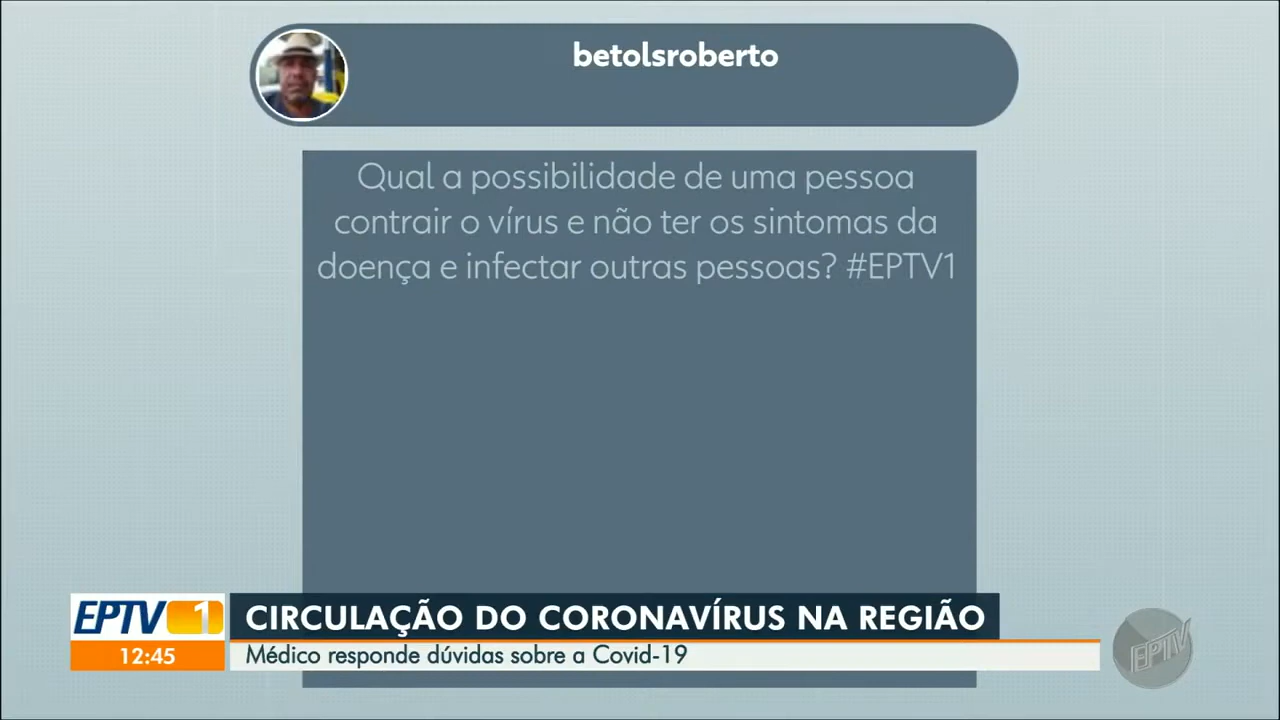 betolsroberto
Qual a possibilidade de uma pessoa
contrair o vírus e não ter os sintomas da
doença e infectar outras pessoas? #EPTV1
EPTV 1
CIRCULAÇÃO DO CORONAVÍRUS NA REGIÃO
12:45
Médico responde dúvidas sobre a Covid-19
EPTV